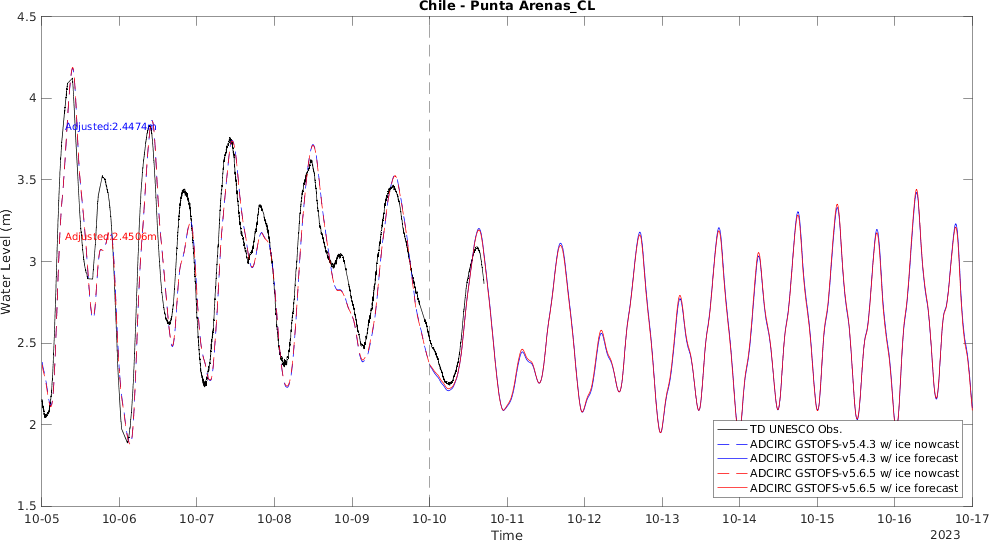 Chile - Punta Arenas_CL
4.5
4
3.5
3
2.5
2
1.5
Water Level (m)
Adjusted:2.4474m
Adjusted:2.4506m
TD UNESCO Obs.
ADCIRC GSTOFS-v5.4.3 w/ ice nowcast
ADCIRC GSTOFS-v5.4.3 w/ ice forecast
ADCIRC GSTOFS-v5.6.5 w/ ice nowcast
ADCIRC GSTOFS-v5.6.5 w/ ice forecast
10-05 10-06 10-07 10-08 10-09 10-10 10-11 10-12 10-13 10-14 10-15 10-16 10-17
Time
2023